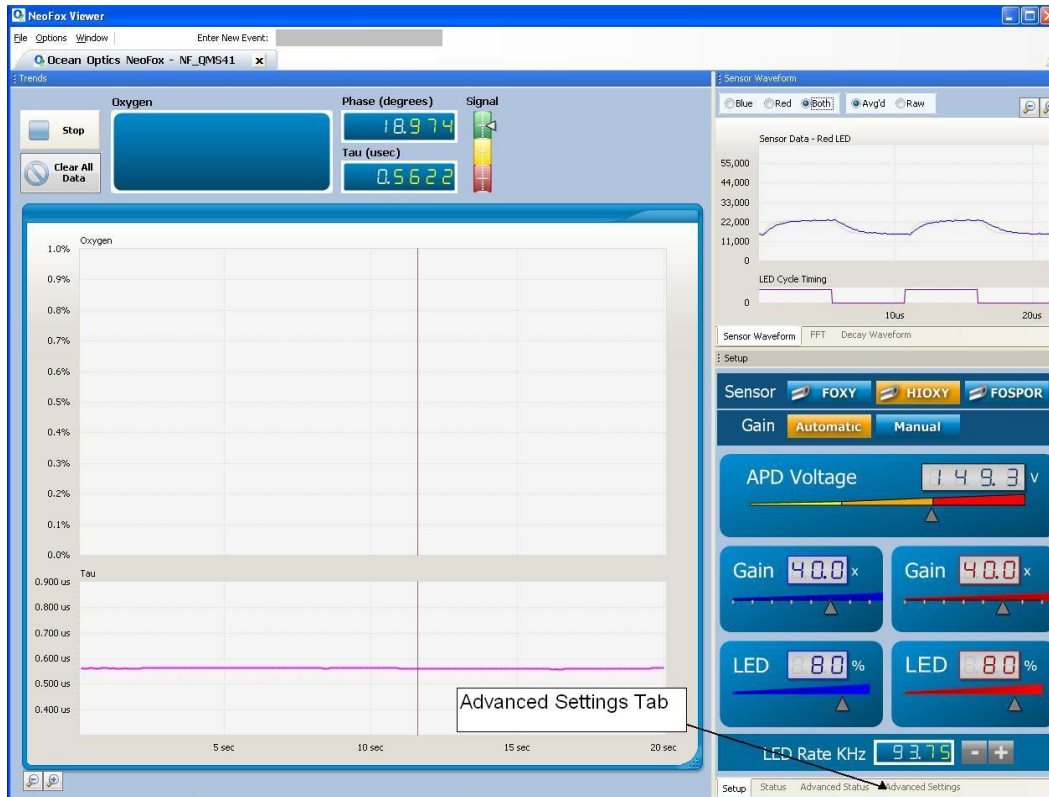 NeoFox Viewer
File Options Window Enter New Event:
Ocean Optics NeoFox - NF_QMS41 x
Trends
Stop
Clear All
Data
Oxygen
Phase (degrees)
18.974
Tau (usec)
0.5622
Signal
Oxygen
1.0%
0.9%
0.8%
0.7%
0.6%
0.5%
0.4%
0.3%
0.2%
0.1%
0.0%
Tau
0.900 us
0.800 us
0.700 us
0.600 us
0.500 us
0.400 us
5 sec 10 sec 15 sec 20 sec
Advanced Settings Tab
Sensor Waveform
Blue Red Both Avg'd Raw
Sensor Data - Red LED
55,000
44,000
33,000
22,000
11,000
0
LED Cycle Timing
0
10us 20us
Sensor Waveform FFT Decay Waveform
Setup
Sensor FOXY HIOXY FOSPOR
Gain Automatic Manual
APD Voltage 149.3 V
Gain 40.0 x Gain 40.0 x
LED 80 % LED 80 %
LED Rate KHz 93.75 - +
Setup Status Advanced Status Advanced Settings